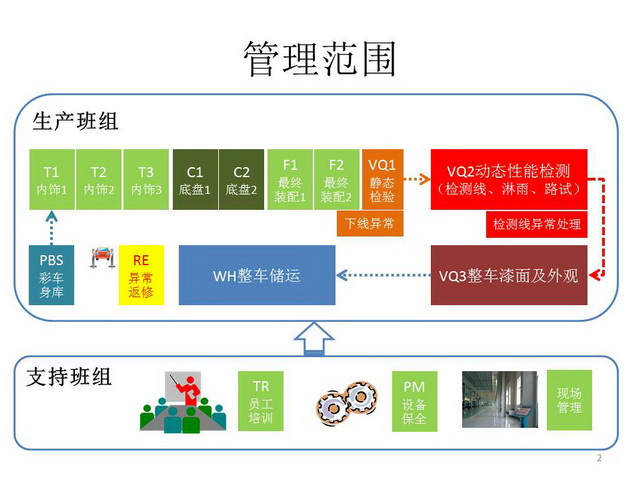 管理范围
生产班组
T1
内饰1
T2
内饰2
T3
内饰3
C1
底盘1
C2
底盘2
F1
最终
装配1
F2
最终
装配2
VQ1
静态
检验
VQ2动态性能检测
(检测线、淋雨、路试)
下线异常
检测线异常处理
PBS
彩车
身库
RE
异常
返修
WH整车储运
VQ3整车漆面及外观
支持班组
TR
员工
培训
PM
设备
保全
现场
管理
2